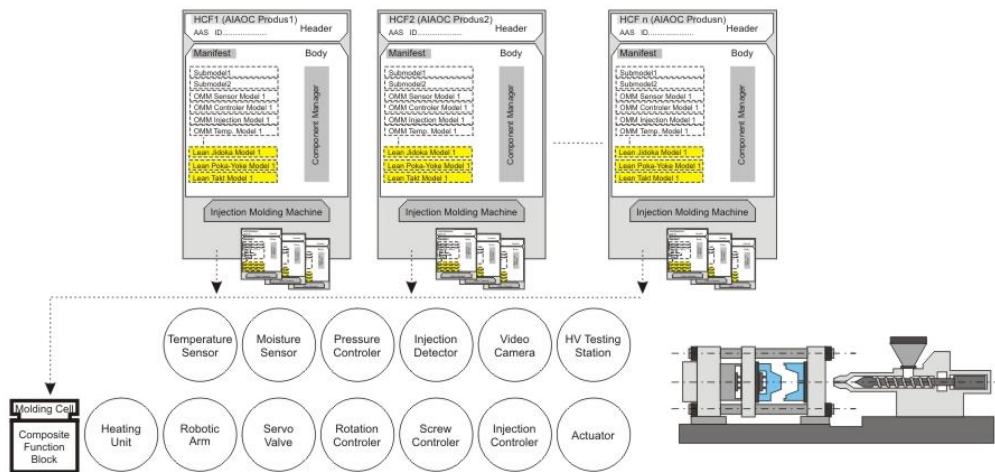 HCF1 (AIAOC Produs1)
AAS ID.....................
Header
Manifest
Body
Submodel1
Submodel2
OMM Sensor Model 1
OMM Controler Model 1
OMM Injection Model 1
OMM Temp. Model 1
Lean Jidoka Model 1
Lean Poka-Yoke Model 1
Lean Takt Model 1
Component Manager
Injection Molding Machine
HCF2 (AIAOC Produs2)
AAS ID.....................
Header
Manifest
Body
Submodel1
Submodel2
OMM Sensor Model 1
OMM Controler Model 1
OMM Injection Model 1
OMM Temp. Model 1
Lean Jidoka Model 1
Lean Poka-Yoke Model 1
Lean Takt Model 1
Component Manager
Injection Molding Machine
HCF n (AIAOC Produsn)
AAS ID.....................
Header
Manifest
Body
Submodel1
Submodel2
OMM Sensor Model 1
OMM Controler Model 1
OMM Injection Model 1
OMM Temp. Model 1
Lean Jidoka Model 1
Lean Poka-Yoke Model 1
Lean Takt Model 1
Component Manager
Injection Molding Machine
Temperature
Sensor
Moisture
Sensor
Pressure
Controler
Injection
Detector
Video
Camera
HV Testing
Station
Molding Cell
Composite
Function
Block
Heating
Unit
Robotic
Arm
Servo
Valve
Rotation
Controler
Screw
Controler
Injection
Controler
Actuator